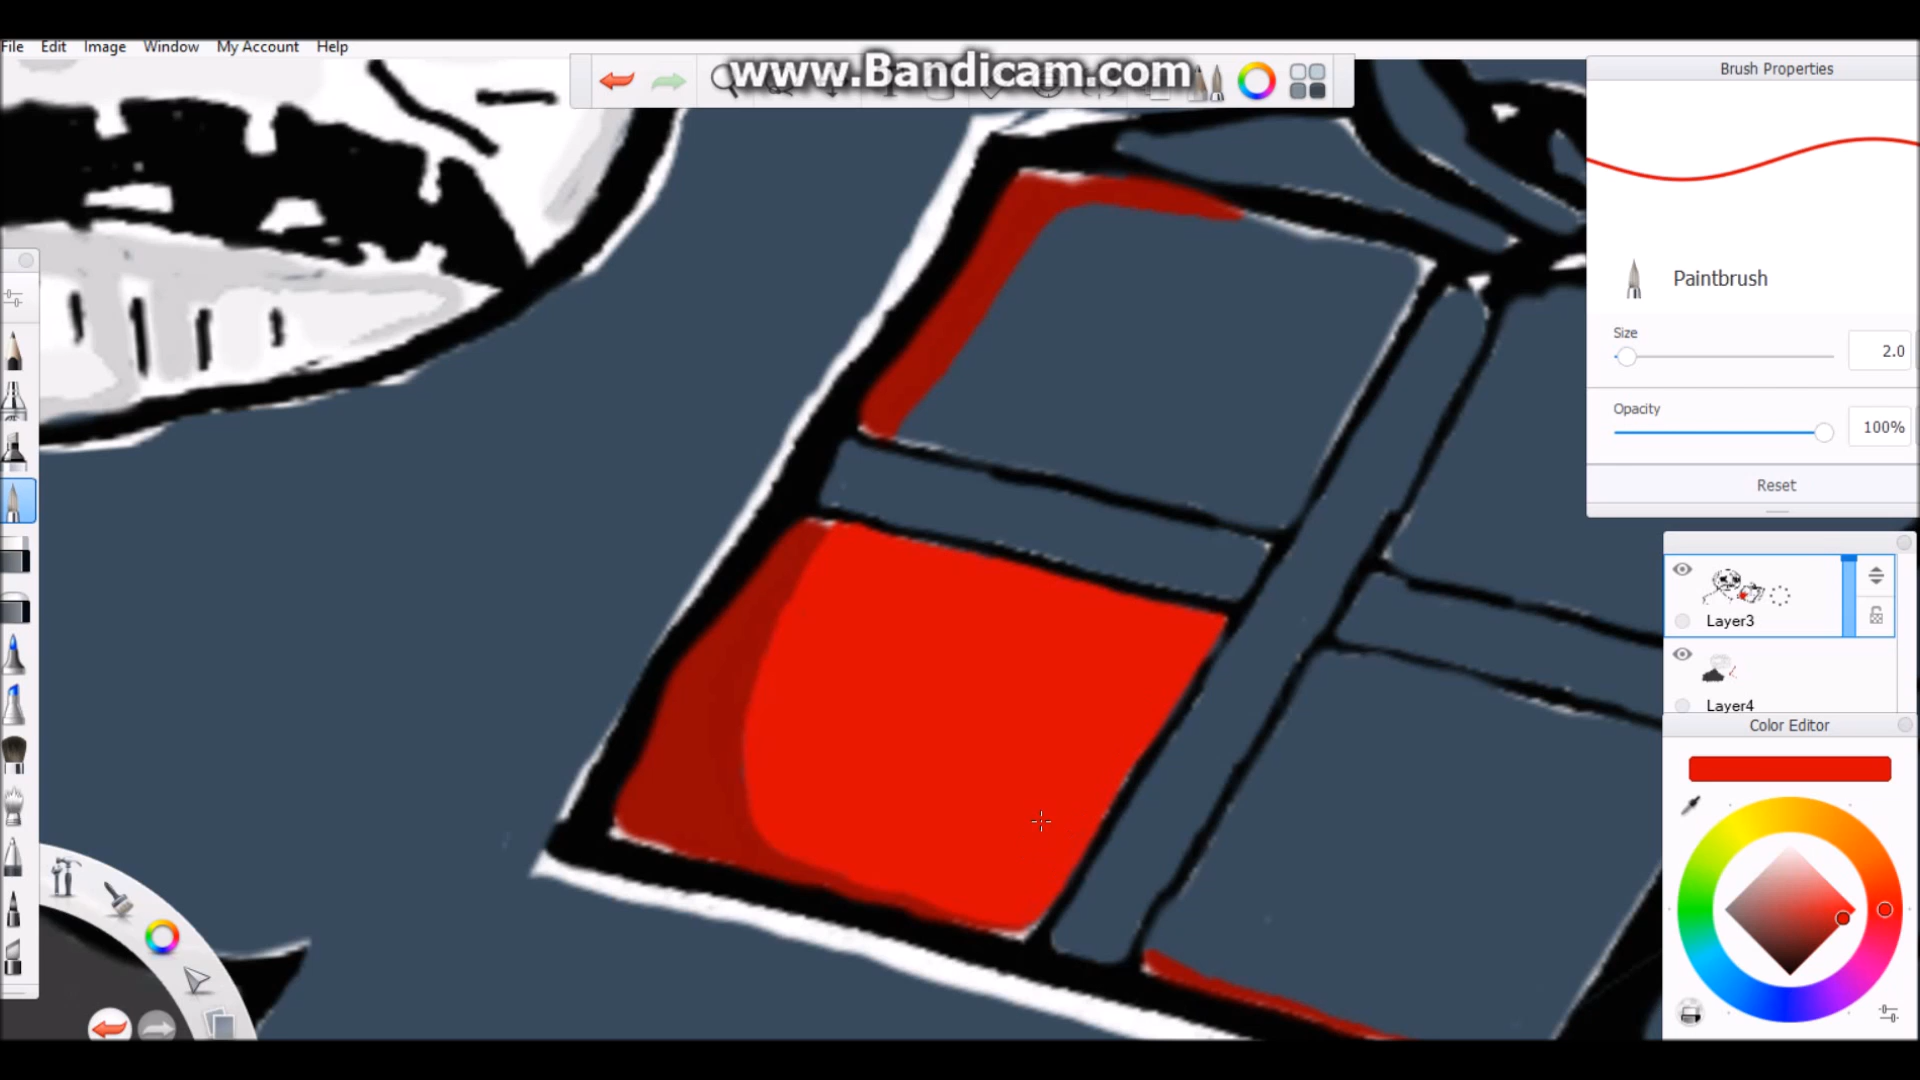 File Edit Image Window My Account Help
www.Bandicam.com
Brush Properties
Paintbrush
Size
2.0
Opacity
100%
Reset
Layer3
Layer4
Color Editor